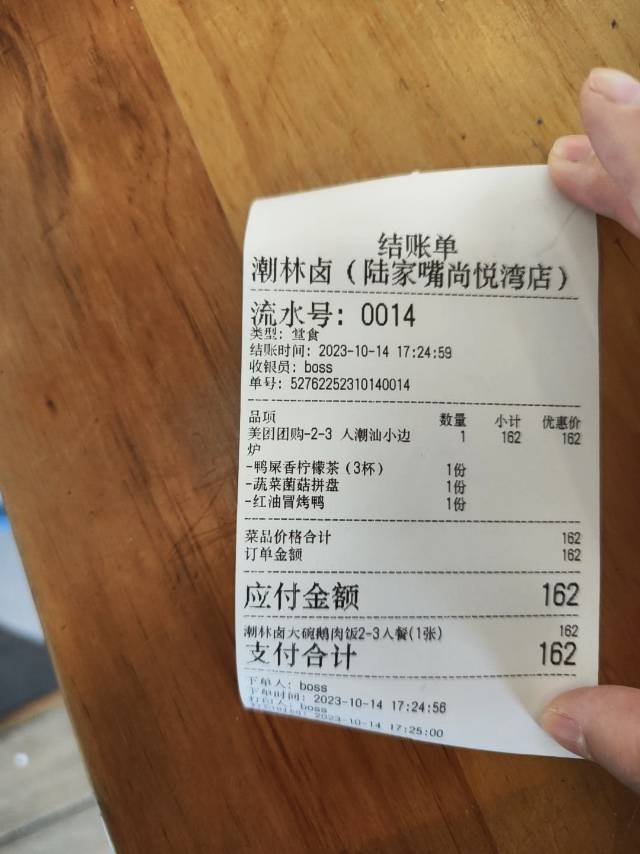 结账单
潮林卤（陆家嘴尚悦湾店）
流水号: 0014
类型: 堂食
结账时间: 2023-10-14 17:24:59
收银员: boss
单号: 52762252310140014
品项 数量 小计 优惠价
美团团购-2-3 人潮汕小边 1 162 162
炉
-鸭屎香柠檬茶（3杯） 1份
-蔬菜菌菇拼盘 1份
-红油冒烤鸭 1份
菜品价格合计 162
订单金额 162
应付金额 162
潮林卤大碗鹅肉饭2-3人餐(1张) 162
支付合计 162
下单人: boss
下单时间: 2023-10-14 17:24:56
打印人: boss
打印时间: 2023-10-14 17:25:00